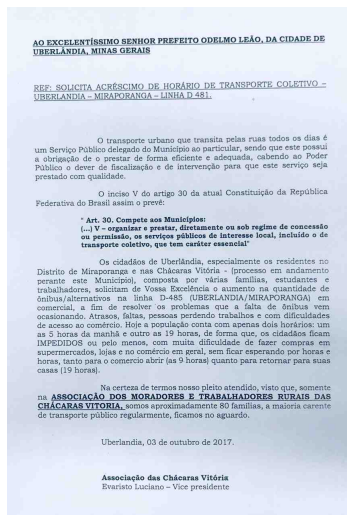 AO EXCELENTÍSSIMO SENHOR PREFEITO ODELMO LEÃO, DA CIDADE DE
UBERLÂNDIA, MINAS GERAIS
REF: SOLICITA ACRÉSCIMO DE HORÁRIO DE TRANSPORTE COLETIVO –
UBERLANDIA – MIRAPORANGA – LINHA D 481.
O transporte urbano que transita pelas ruas todos os dias é
um Serviço Público delegado do Município ao particular, sendo que este possui
a obrigação de o prestar de forma eficiente e adequada, cabendo ao Poder
Público o dever de fiscalização e de intervenção para que este serviço seja
prestado com qualidade.
O inciso V do artigo 30 da atual Constituição da República
Federativa do Brasil assim o prevê:
" Art. 30. Compete aos Municípios:
(...) V – organizar e prestar, diretamente ou sob regime de concessão
ou permissão, os serviços públicos de interesse local, incluído o de
transporte coletivo, que tem caráter essencial"
Os cidadãos de Uberlândia, especialmente os residentes no
Distrito de Miraporanga e nas Chácaras Vitória - (processo em andamento
perante este Município), composta por várias famílias, estudantes e
trabalhadores, solicitam de Vossa Excelência o aumento na quantidade de
ônibus/alternativos na linha D-485 (UBERLANDIA/MIRAPORANGA) em
comercial, a fim de resolver os problemas que a falta de ônibus vem
ocasionando. Atrasos, faltas, pessoas perdendo trabalhos e com dificuldades
de acesso ao comércio. Hoje a população conta com apenas dois horários: um
as 5 horas da manhã e outro as 19 horas, de forma que, os cidadãos ficam
IMPEDIDOS ou pelo menos, com muita dificuldade de fazer compras em
supermercados, lojas e no comércio em geral, sem ficar esperando por horas e
horas, tanto para o comercio abrir (as 9 horas) quanto para retornar para suas
casas (19 horas).
Na certeza de termos nosso pleito atendido, visto que, somente
na ASSOCIAÇÃO DOS MORADORES E TRABALHADORES RURAIS DAS
CHÁCARAS VITORIA, somos aproximadamente 80 famílias, a maioria carente
de transporte público regularmente, ficamos no aguardo.
Uberlandia, 03 de outubro de 2017.
Associação das Chácaras Vitória
Evaristo Luciano – Vice presidente